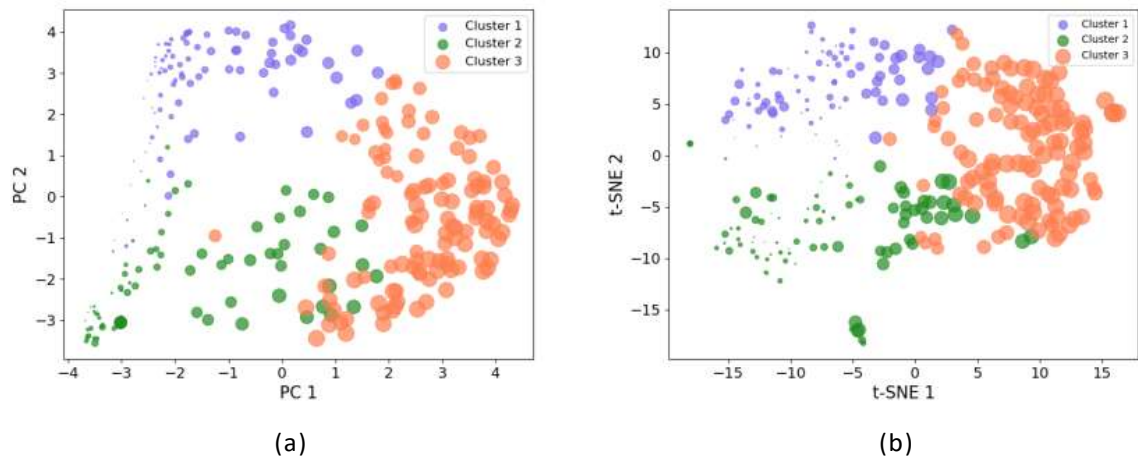 Cluster 1
Cluster 2
Cluster 3
4
3
2
1
0
−1
−2
−3
PC 2
−4 −3 −2 −1 0 1 2 3 4
PC 1
(a)
Cluster 1
Cluster 2
Cluster 3
10
5
0
−5
−10
−15
t-SNE 2
−15 −10 −5 0 5 10 15
t-SNE 1
(b)